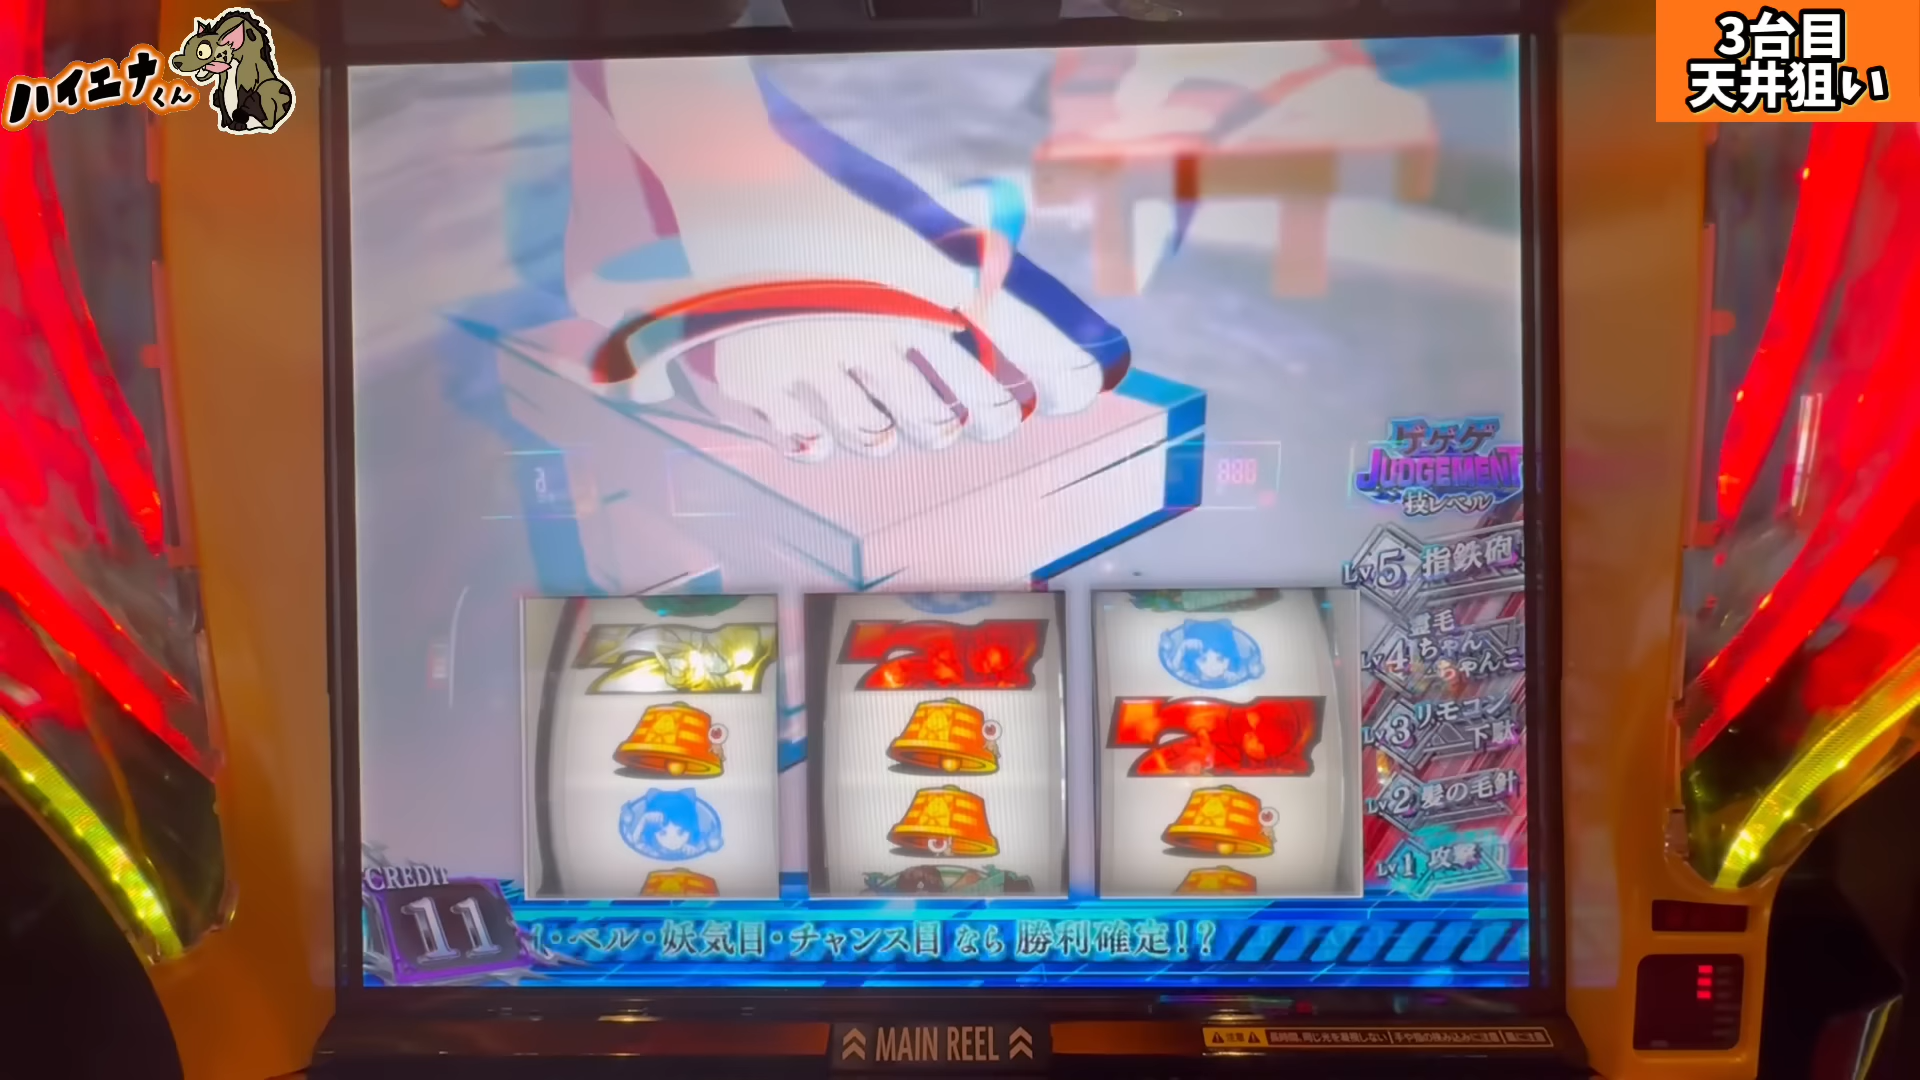 ハイエナくん
3台目
天井狙い
ゲゲゲ
JUDGEMENT
技レベル
Lv5 指鉄砲
Lv4 霊毛ちゃんちゃんこ
Lv3 リモコン下駄
Lv2 髪の毛針
Lv1 攻撃
CREDIT
11
・ベル・妖気目・チャンス目 なら 勝利確定!?
MAIN REEL
注意